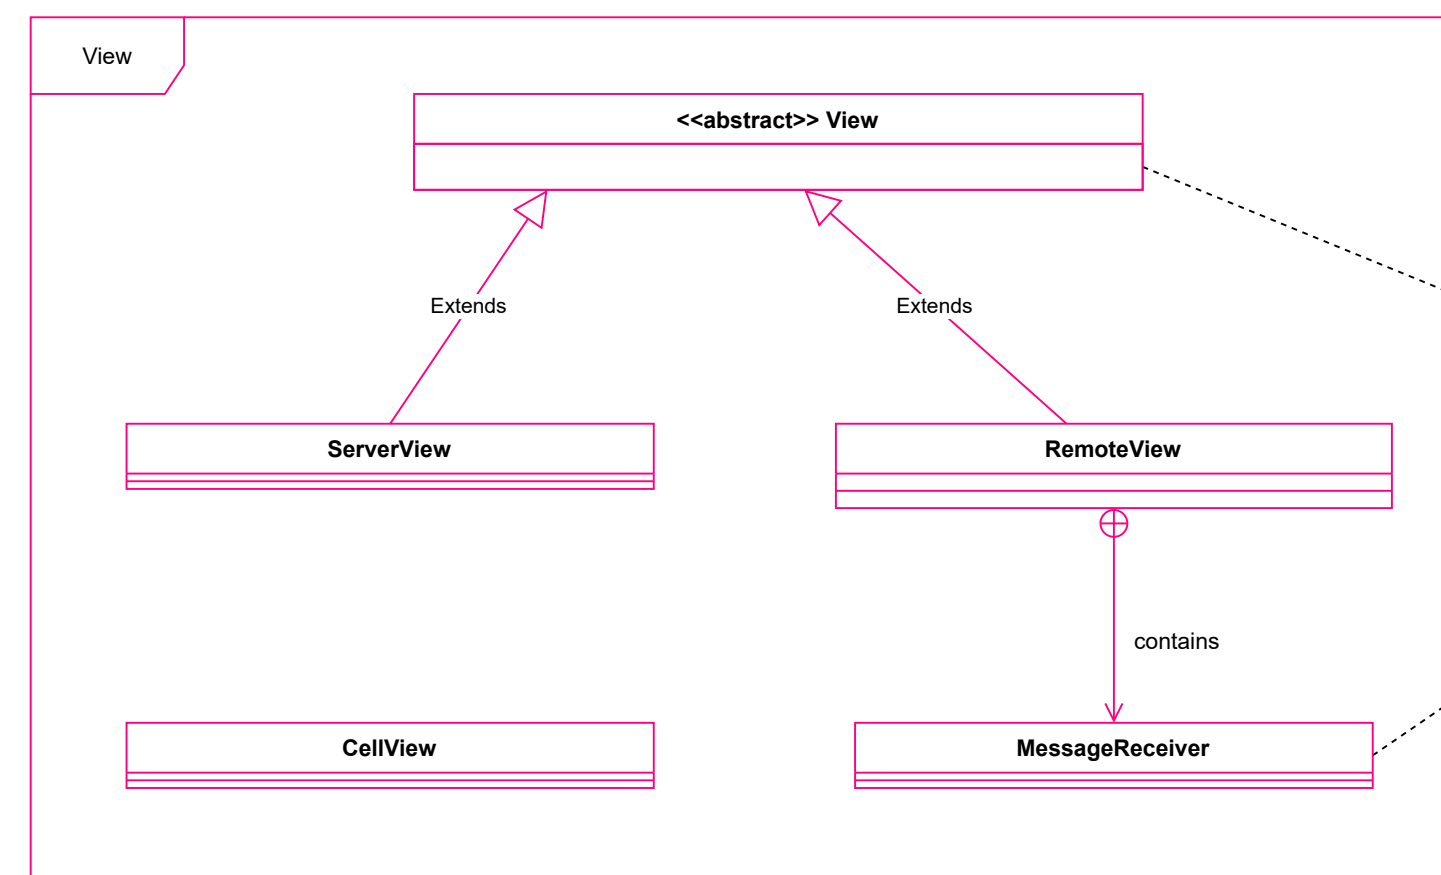 View
<<abstract>> View
Extends
Extends
ServerView
RemoteView
contains
CellView
MessageReceiver